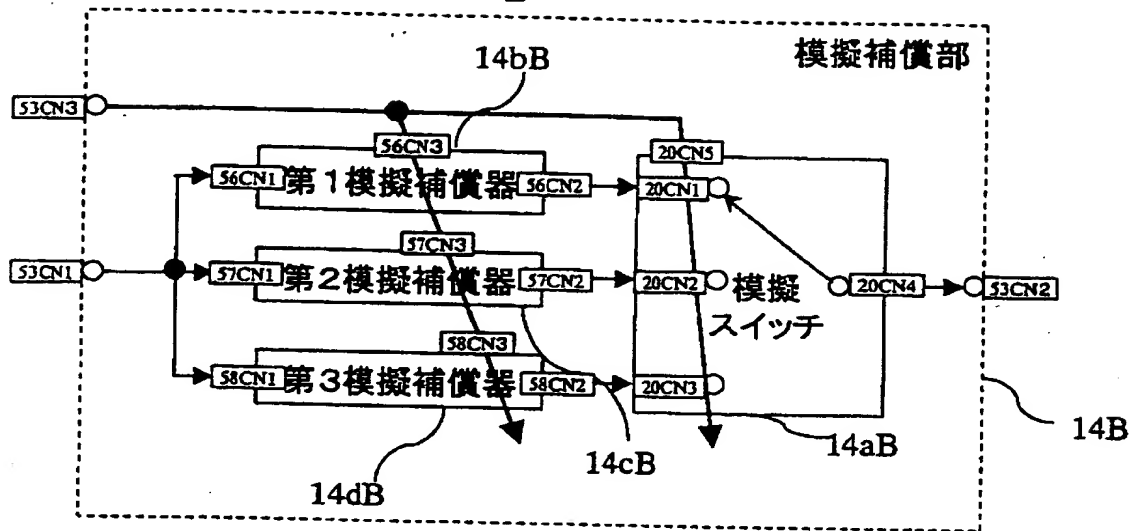 模擬補償部
14bB
53CN3
56CN3
20CN5
56CN1
第1模擬補償器
56CN2
20CN1
57CN3
53CN1
57CN1
第2模擬補償器
57CN2
20CN2
模擬
スイッチ
20CN4
53CN2
58CN3
58CN1
第3模擬補償器
58CN2
20CN3
14B
14aB
14cB
14dB